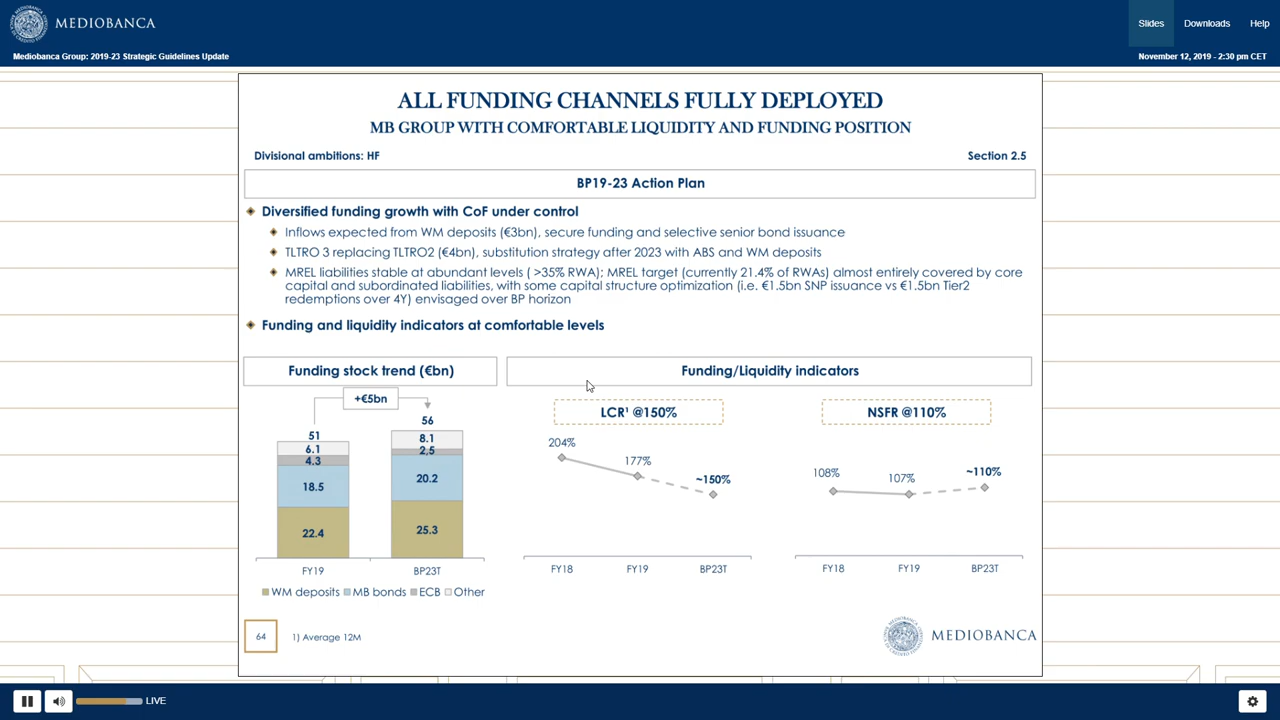 MEDIOBANCA
Slides Downloads Help
Mediobanca Group: 2019-23 Strategic Guidelines Update
November 12, 2019 - 2:30 pm CET
ALL FUNDING CHANNELS FULLY DEPLOYED
MB GROUP WITH COMFORTABLE LIQUIDITY AND FUNDING POSITION
Divisional ambitions: HF
Section 2.5
BP19-23 Action Plan
Diversified funding growth with CoF under control
Inflows expected from WM deposits (€3bn), secure funding and selective senior bond issuance
TLTRO 3 replacing TLTRO2 (€4bn), substitution strategy after 2023 with ABS and WM deposits
MREL liabilities stable at abundant levels ( >35% RWA); MREL target (currently 21.4% of RWAs) almost entirely covered by core
capital and subordinated liabilities, with some capital structure optimization (i.e. €1.5bn SNP issuance vs €1.5bn Tier2
redemptions over 4Y) envisaged over BP horizon
Funding and liquidity indicators at comfortable levels
Funding stock trend (€bn)
+€5bn
51
6.1
4.3
18.5
22.4
FY19
56
8.1
2,5
20.2
25.3
BP23T
WM deposits MB bonds ECB Other
Funding/Liquidity indicators
LCR¹ @150%
204%
177%
~150%
FY18 FY19 BP23T
NSFR @110%
108%
107%
~110%
FY18 FY19 BP23T
64
1) Average 12M
MEDIOBANCA
LIVE